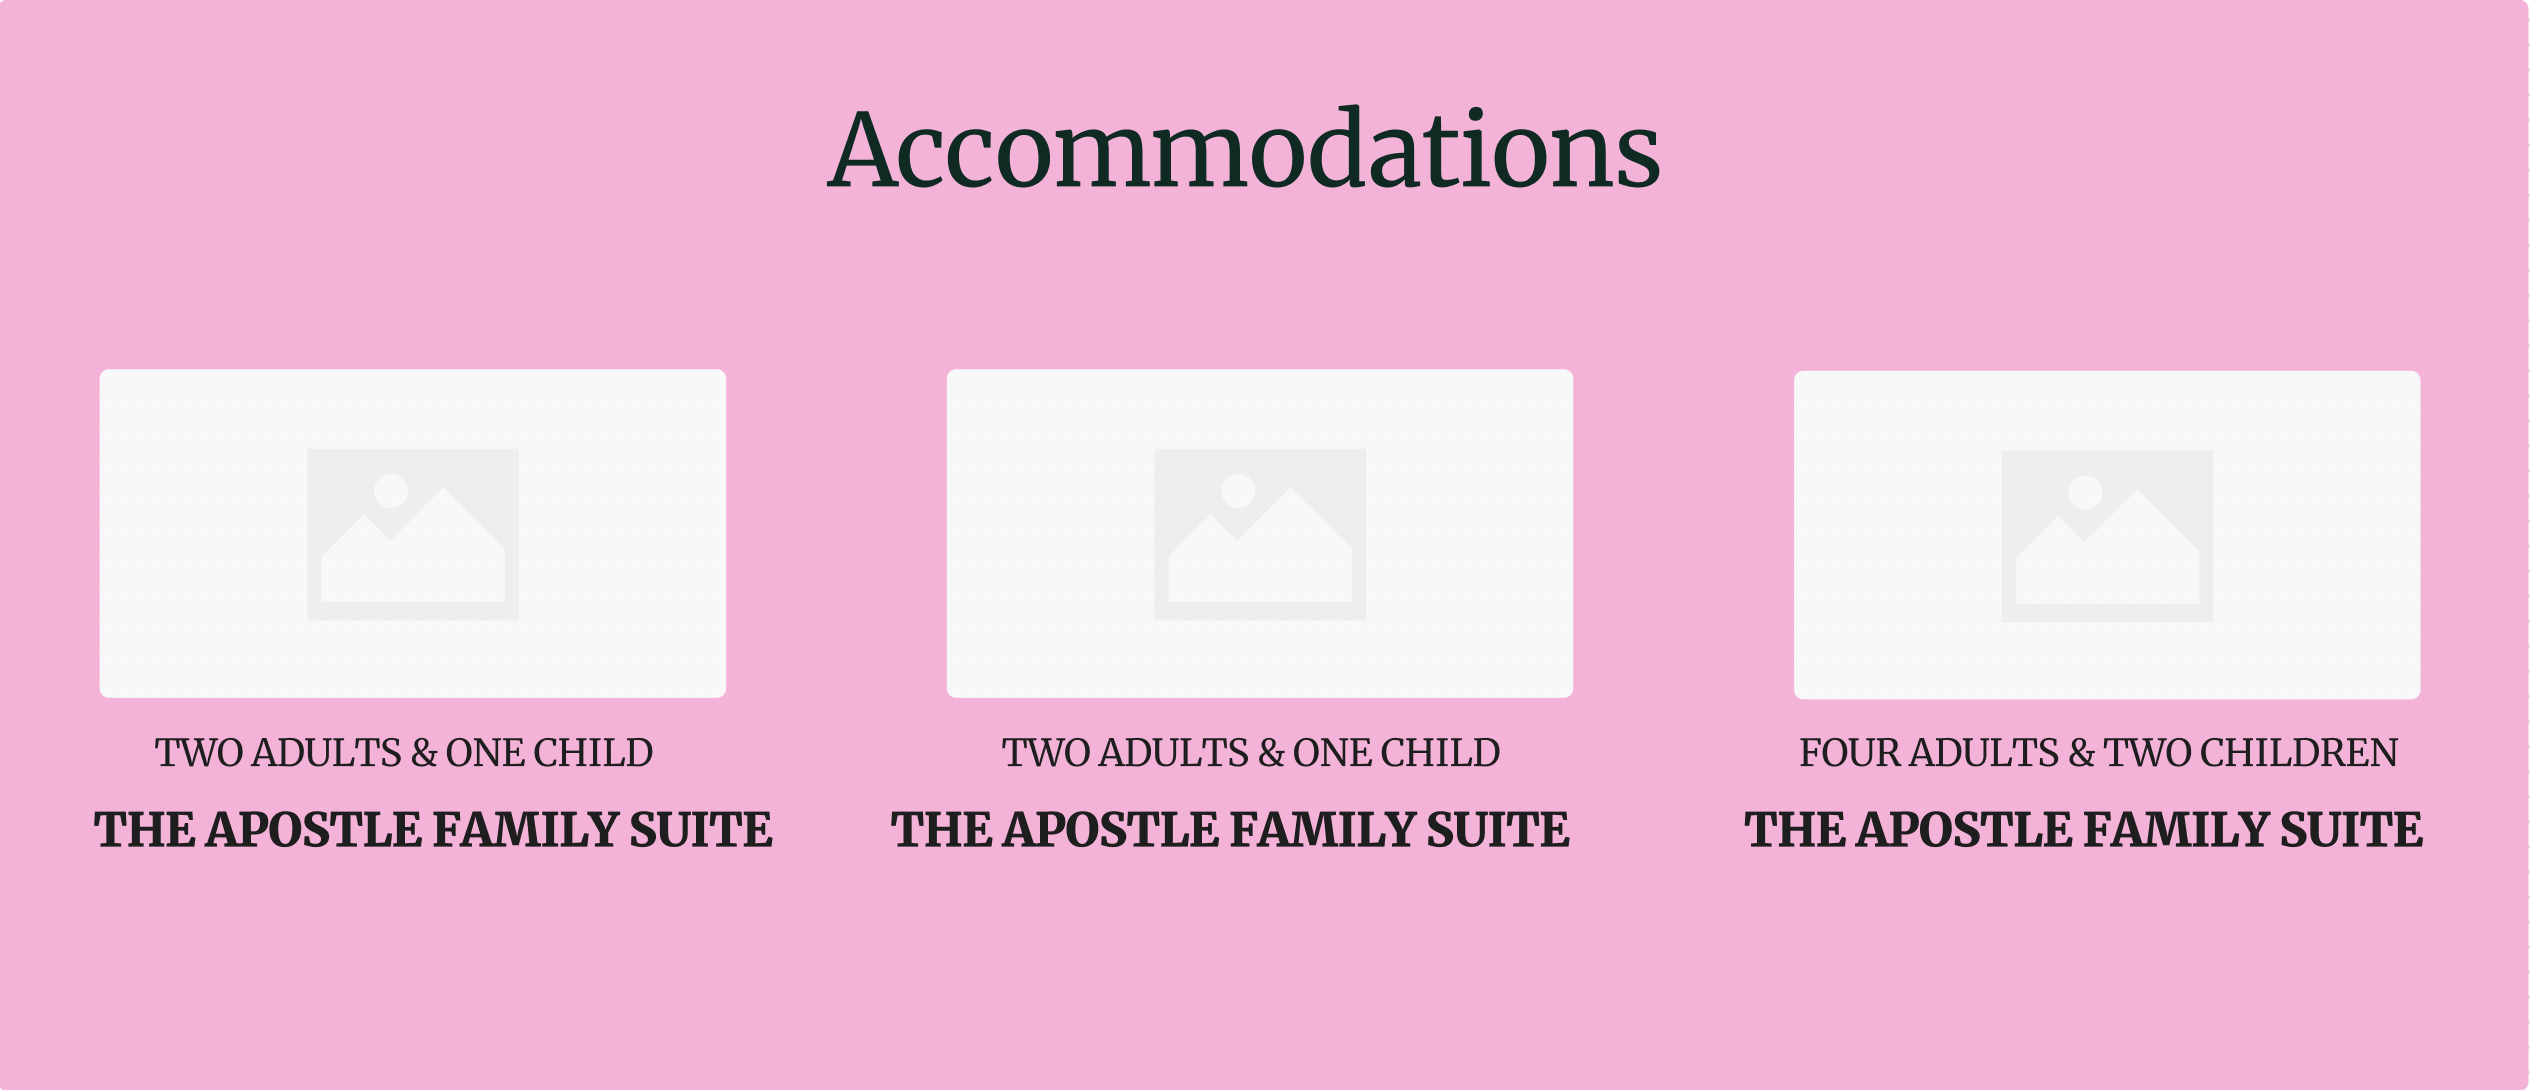 Accommodations
TWO ADULTS & ONE CHILD
THE APOSTLE FAMILY SUITE
TWO ADULTS & ONE CHILD
THE APOSTLE FAMILY SUITE
FOUR ADULTS & TWO CHILDREN
THE APOSTLE FAMILY SUITE